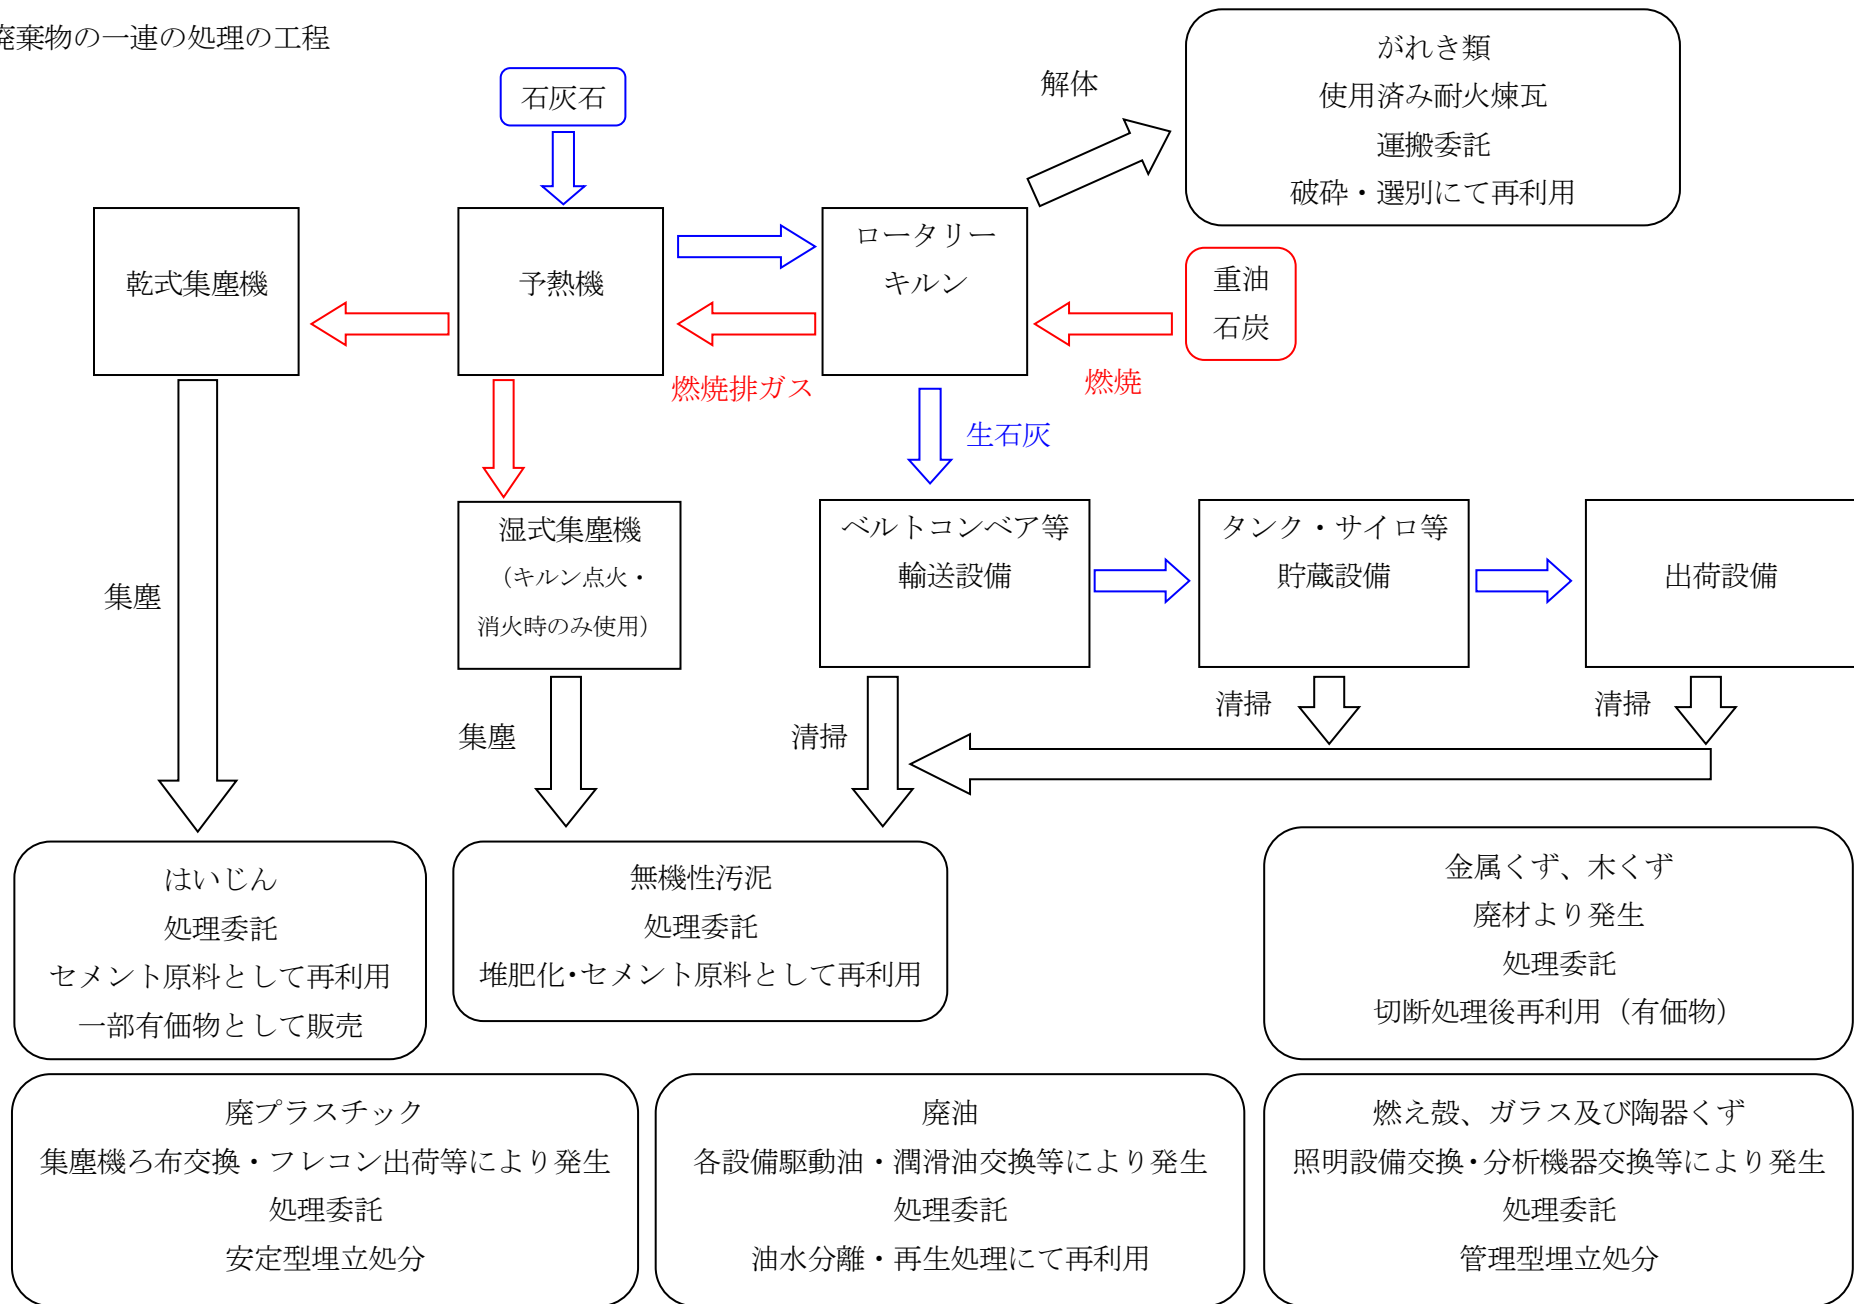 廃棄物の一連の処理の工程
石灰石
解体
がれき類
使用済み耐火煉瓦
運搬委託
破砕・選別にて再利用
乾式集塵機
予熱機
ロータリー
キルン
重油
石炭
燃焼排ガス
燃焼
生石灰
湿式集塵機
（キルン点火・
消火時のみ使用）
ベルトコンベア等
輸送設備
タンク・サイロ等
貯蔵設備
出荷設備
集塵
集塵
清掃
清掃
清掃
はいじん
処理委託
セメント原料として再利用
一部有価物として販売
無機性汚泥
処理委託
堆肥化・セメント原料として再利用
金属くず、木くず
廃材より発生
処理委託
切断処理後再利用（有価物）
廃プラスチック
集塵機ろ布交換・フレコン出荷等により発生
処理委託
安定型埋立処分
廃油
各設備駆動油・潤滑油交換等により発生
処理委託
油水分離・再生処理にて再利用
燃え殻、ガラス及び陶器くず
照明設備交換・分析機器交換等により発生
処理委託
管理型埋立処分